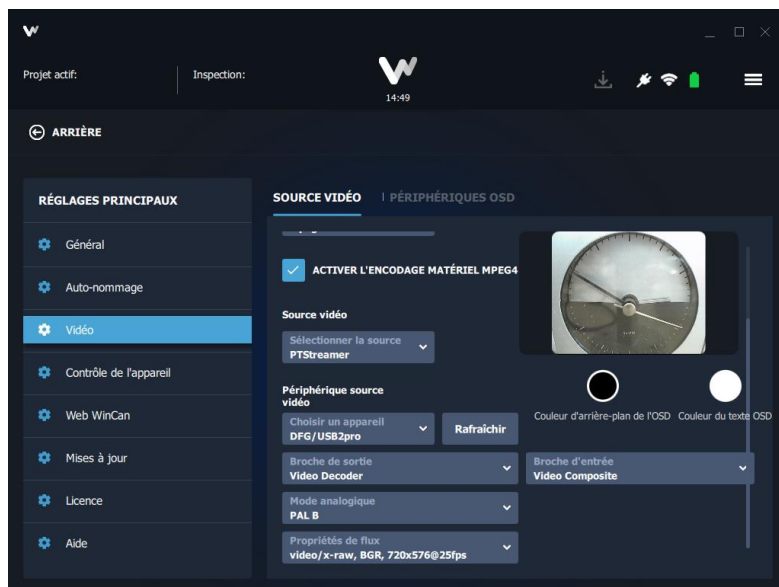 Projet actif:
Inspection:
14:49
ARRIÈRE
RÉGLAGES PRINCIPAUX
Général
Auto-nommage
Vidéo
Contrôle de l'appareil
Web WinCan
Mises à jour
Licence
Aide
SOURCE VIDÉO
PÉRIPHÉRIQUES OSD
ACTIVER L'ENCODAGE MATÉRIEL MPEG4
Source vidéo
Sélectionner la source
PTStreamer
Périphérique source
vidéo
Choisir un appareil
DFG/USB2pro
Rafraîchir
Couleur d'arrière-plan de l'OSD
Couleur du texte OSD
Broche de sortie
Video Decoder
Broche d'entrée
Video Composite
Mode analogique
PAL B
Propriétés de flux
video/x-raw, BGR, 720x576@25fps